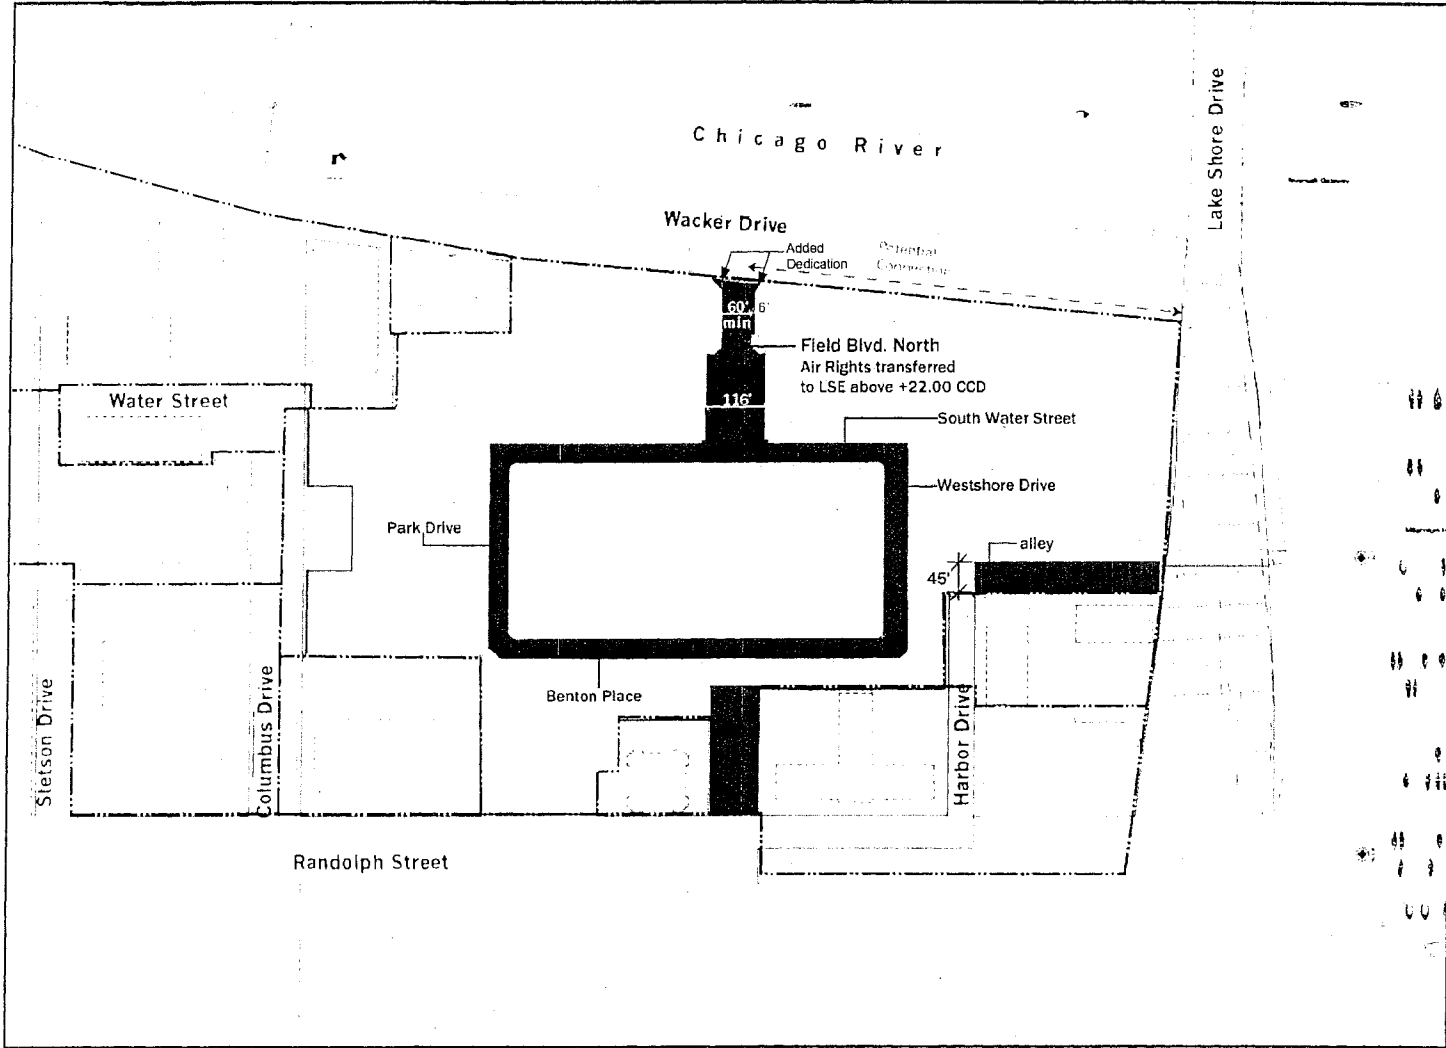 Chicago River
Lake Shore Drive
Wacker Drive
Added
Dedication
Potential
Connection
60'
min
6'
Field Blvd. North
Air Rights transferred
to LSE above +22.00 CCD
116'
Water Street
South Water Street
Westshore Drive
Park Drive
alley
45'
Benton Place
Stetson Drive
Columbus Drive
Harbor Drive
Randolph Street